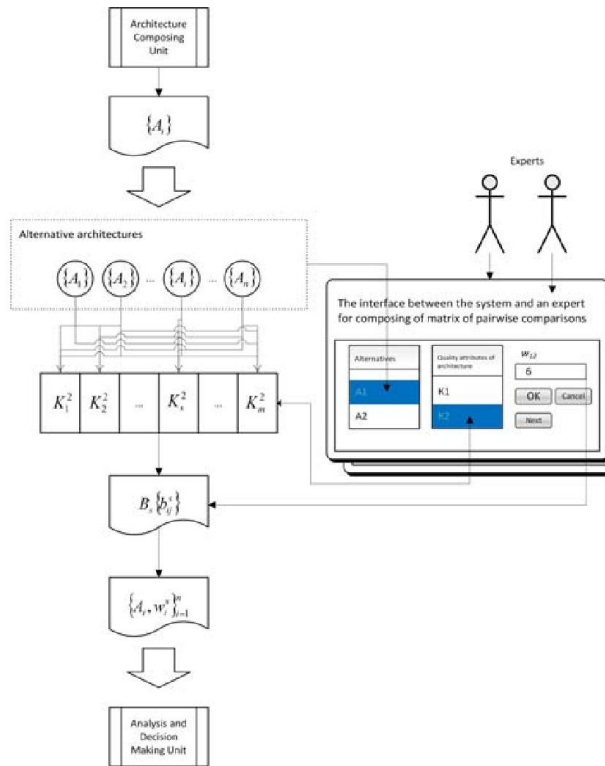 Architecture
Composing
Unit
{A_i}
Experts
Alternative architectures
{A_1} {A_2} ... {A_i} ... {A_n}
The interface between the system and an expert
for composing of matrix of pairwise comparisons
Alternatives
A1
A2
Quality attributes of
architecture
K1
K2
w_12
6
OK Cancel
Next
K_1^2 K_2^2 ... K_s^2 ... K_m^2
B_s {b_ij^s}
{A_i, w_i^s}_{i=1}^n
Analysis and
Decision
Making Unit